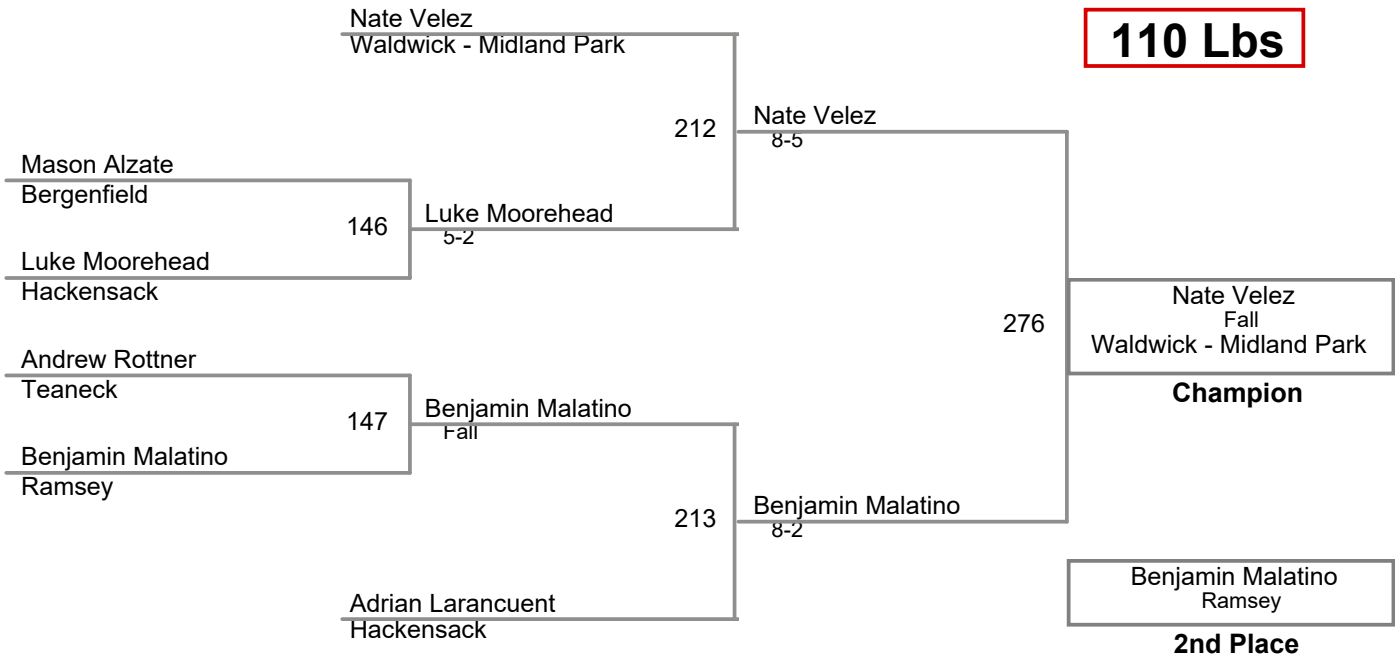 Nate Velez
Waldwick - Midland Park
110 Lbs
212
Nate Velez
8-5
Mason Alzate
Bergenfield
146
Luke Moorehead
5-2
Luke Moorehead
Hackensack
276
Nate Velez
Fall
Waldwick - Midland Park
Champion
Andrew Rottner
Teaneck
147
Benjamin Malatino
Fall
Benjamin Malatino
Ramsey
213
Benjamin Malatino
8-2
Adrian Larancuent
Hackensack
Benjamin Malatino
Ramsey
2nd Place